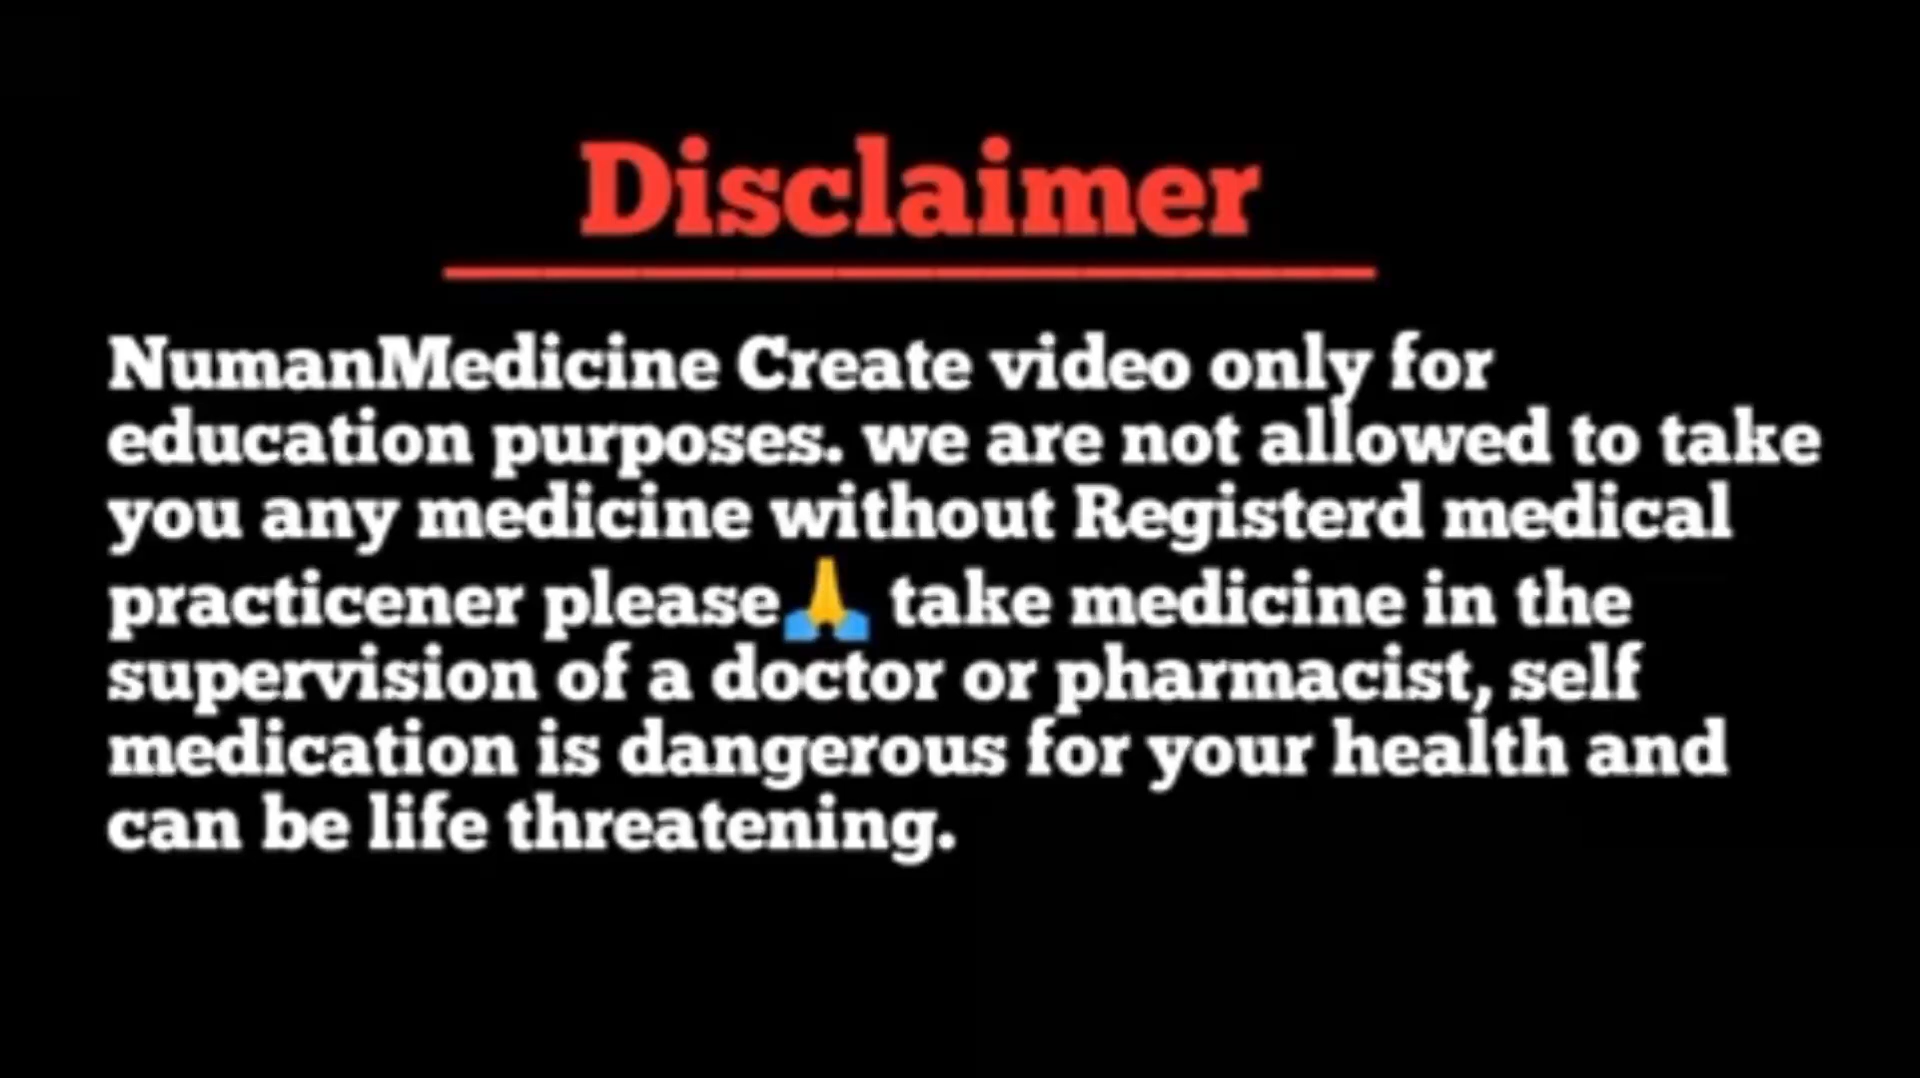 Disclaimer
NumanMedicine Create video only for
education purposes. we are not allowed to take
you any medicine without Registerd medical
practicener please🙏 take medicine in the
supervision of a doctor or pharmacist, self
medication is dangerous for your health and
can be life threatening.